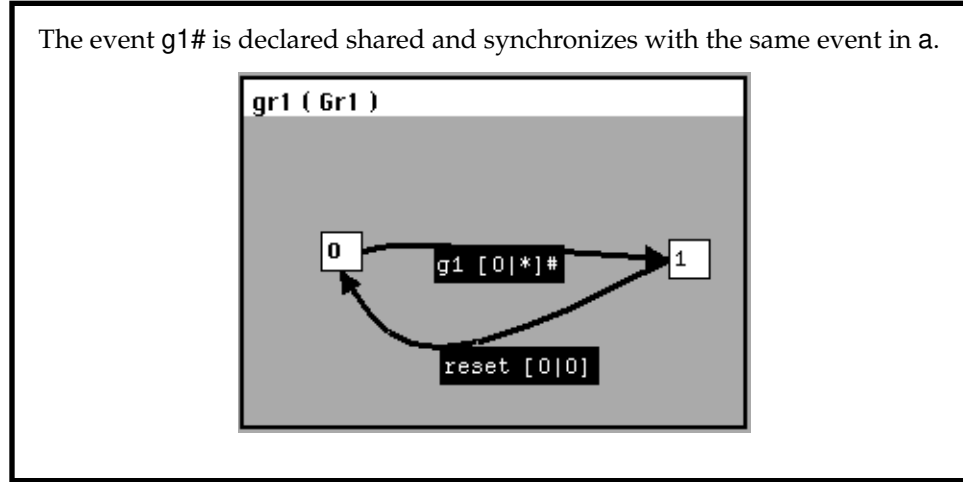 The event g1# is declared shared and synchronizes with the same event in a.
gr1 ( Gr1 )
0
g1 [0|*]#
1
reset [0|0]